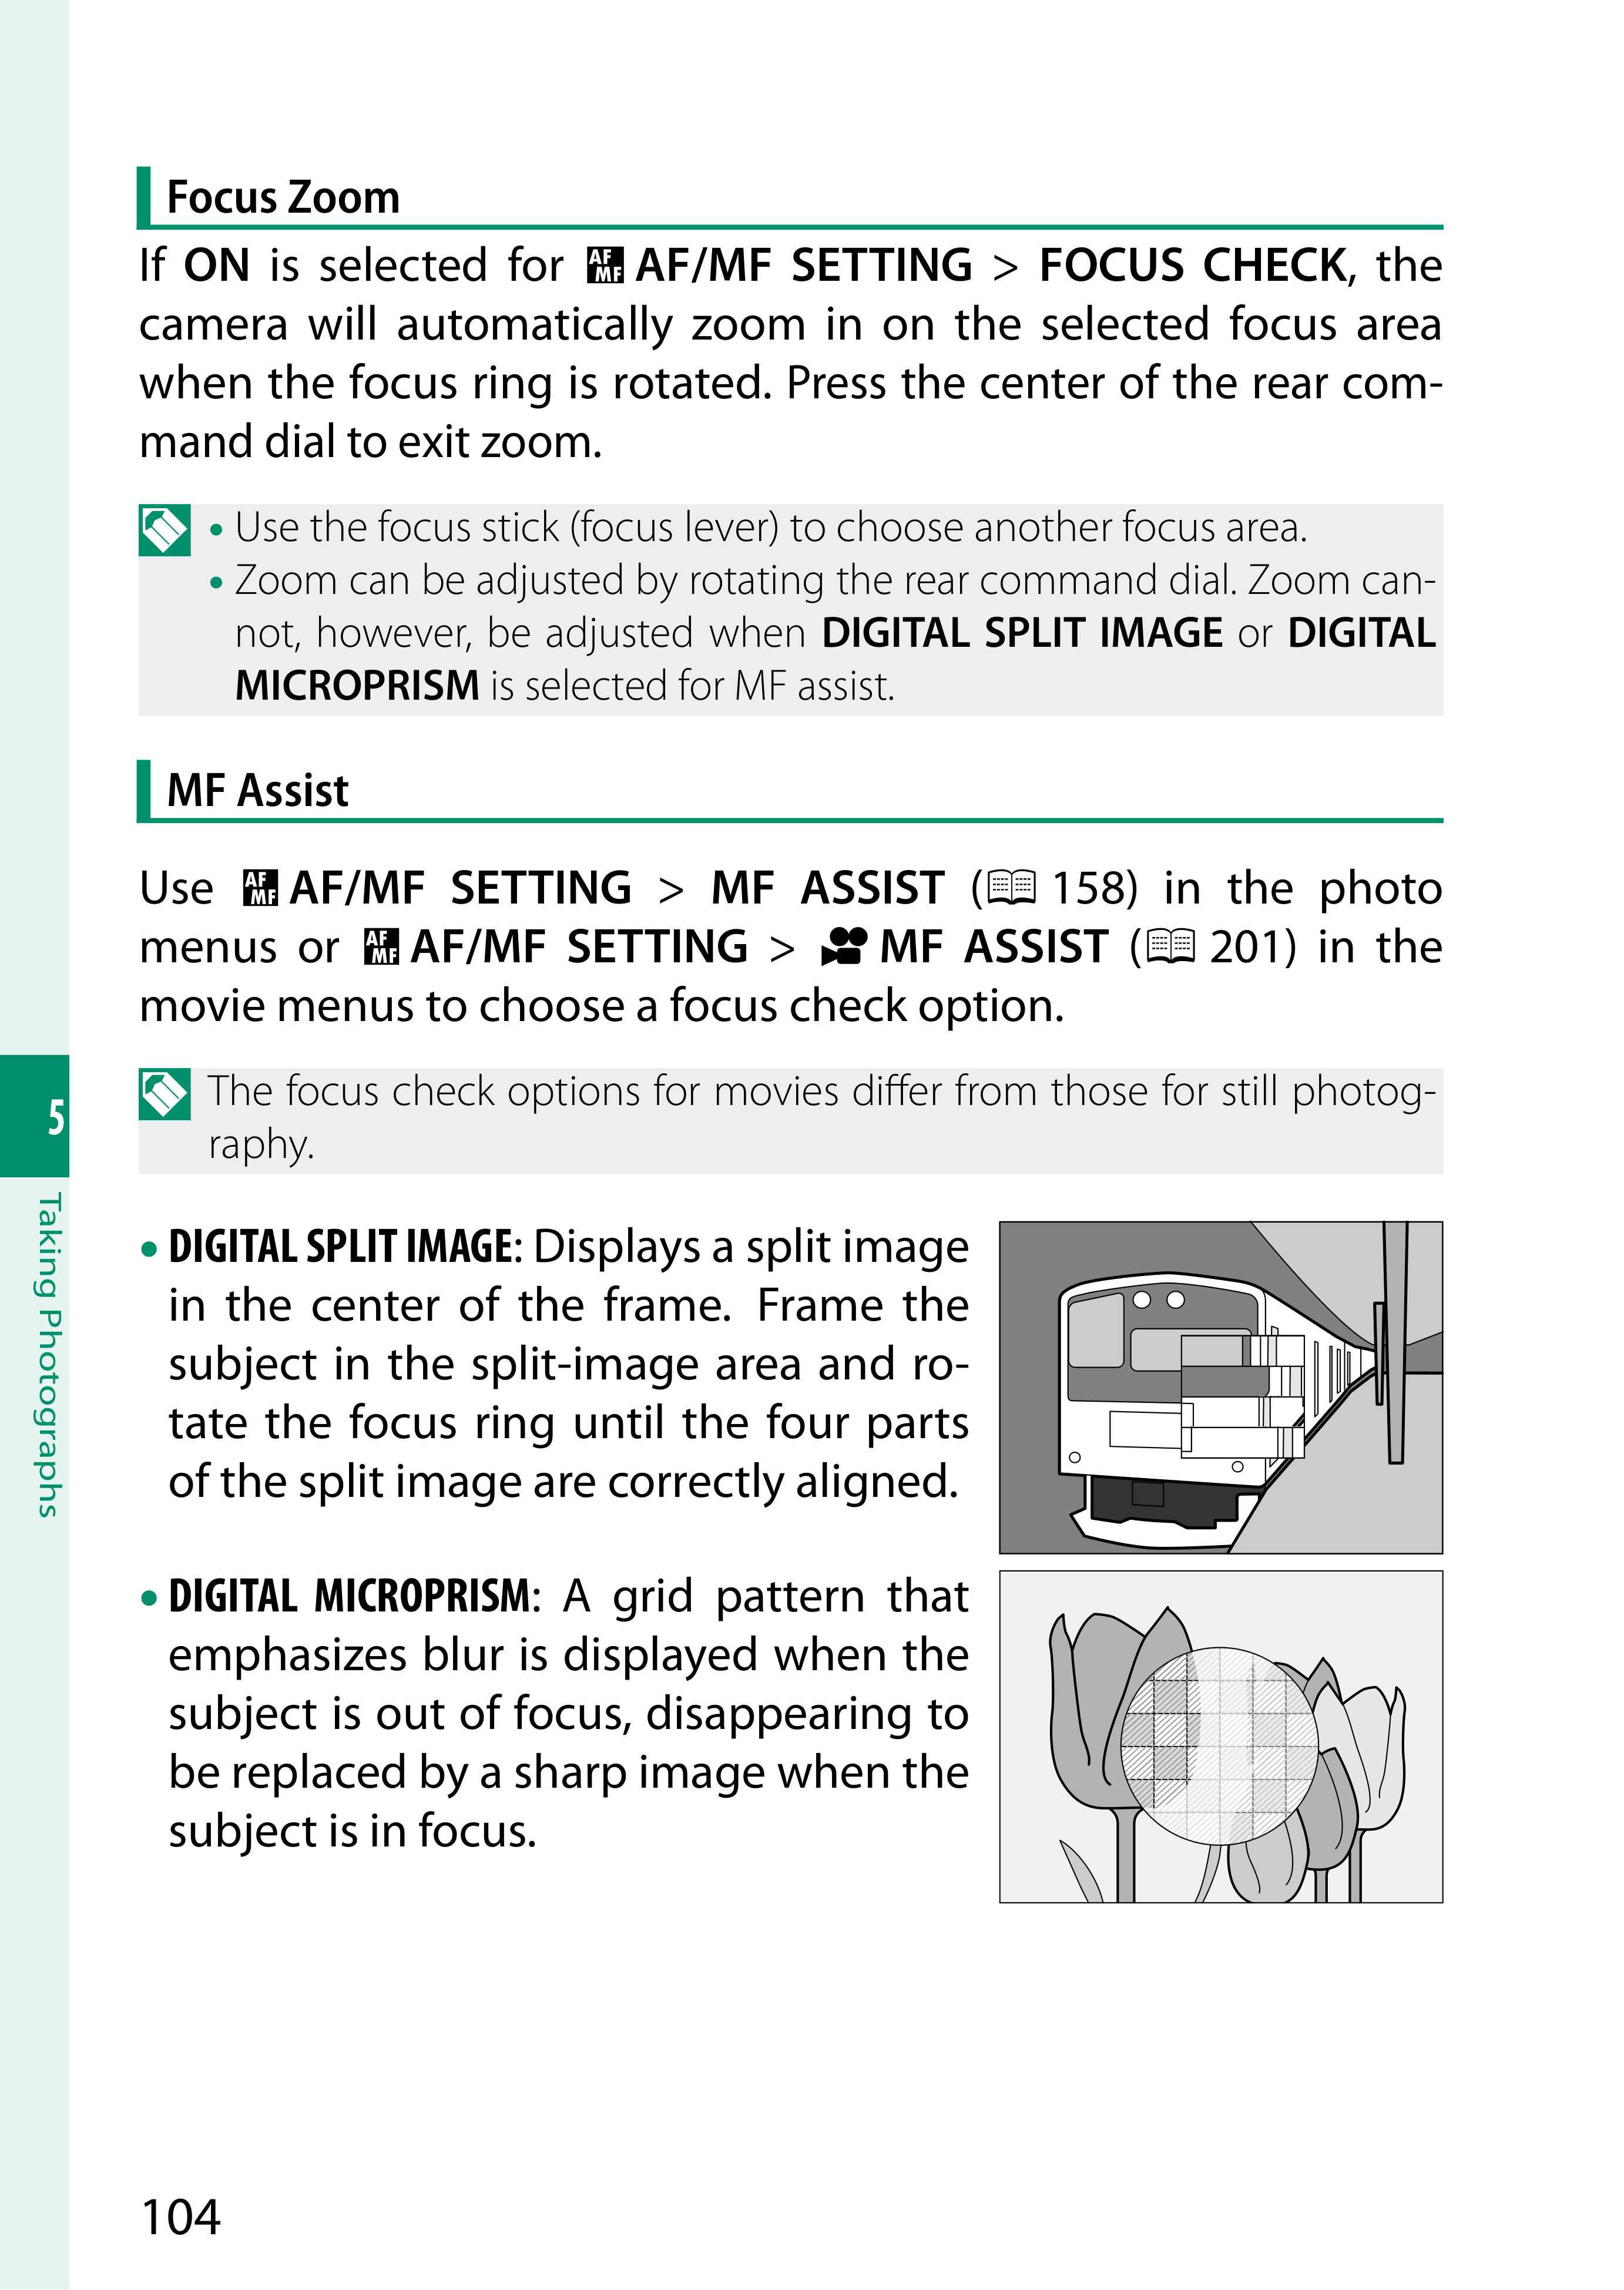 Focus Zoom
If ON is selected for AF MF AF/MF SETTING > FOCUS CHECK, the
camera will automatically zoom in on the selected focus area
when the focus ring is rotated. Press the center of the rear com-
mand dial to exit zoom.
• Use the focus stick (focus lever) to choose another focus area.
• Zoom can be adjusted by rotating the rear command dial. Zoom can-
not, however, be adjusted when DIGITAL SPLIT IMAGE or DIGITAL
MICROPRISM is selected for MF assist.
MF Assist
Use AF MF AF/MF SETTING > MF ASSIST ( 158) in the photo
menus or AF MF AF/MF SETTING > MF ASSIST ( 201) in the
movie menus to choose a focus check option.
The focus check options for movies differ from those for still photog-
raphy.
• DIGITAL SPLIT IMAGE: Displays a split image
in the center of the frame. Frame the
subject in the split-image area and ro-
tate the focus ring until the four parts
of the split image are correctly aligned.
• DIGITAL MICROPRISM: A grid pattern that
emphasizes blur is displayed when the
subject is out of focus, disappearing to
be replaced by a sharp image when the
subject is in focus.
5
Taking Photographs
104